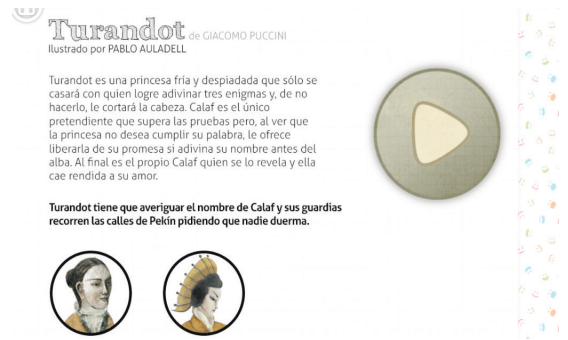 Turandot de GIACOMO PUCCINI
Ilustrado por PABLO AULADELL
Turandot es una princesa fría y despiadada que sólo se
casará con quien logre adivinar tres enigmas y, de no
hacerlo, le cortará la cabeza. Calaf es el único
pretendiente que supera las pruebas pero, al ver que
la princesa no desea cumplir su palabra, le ofrece
liberarla de su promesa si adivina su nombre antes del
alba. Al final es el propio Calaf quien se lo revela y ella
cae rendida a su amor.
Turandot tiene que averiguar el nombre de Calaf y sus guardias
recorren las calles de Pekín pidiendo que nadie duerma.